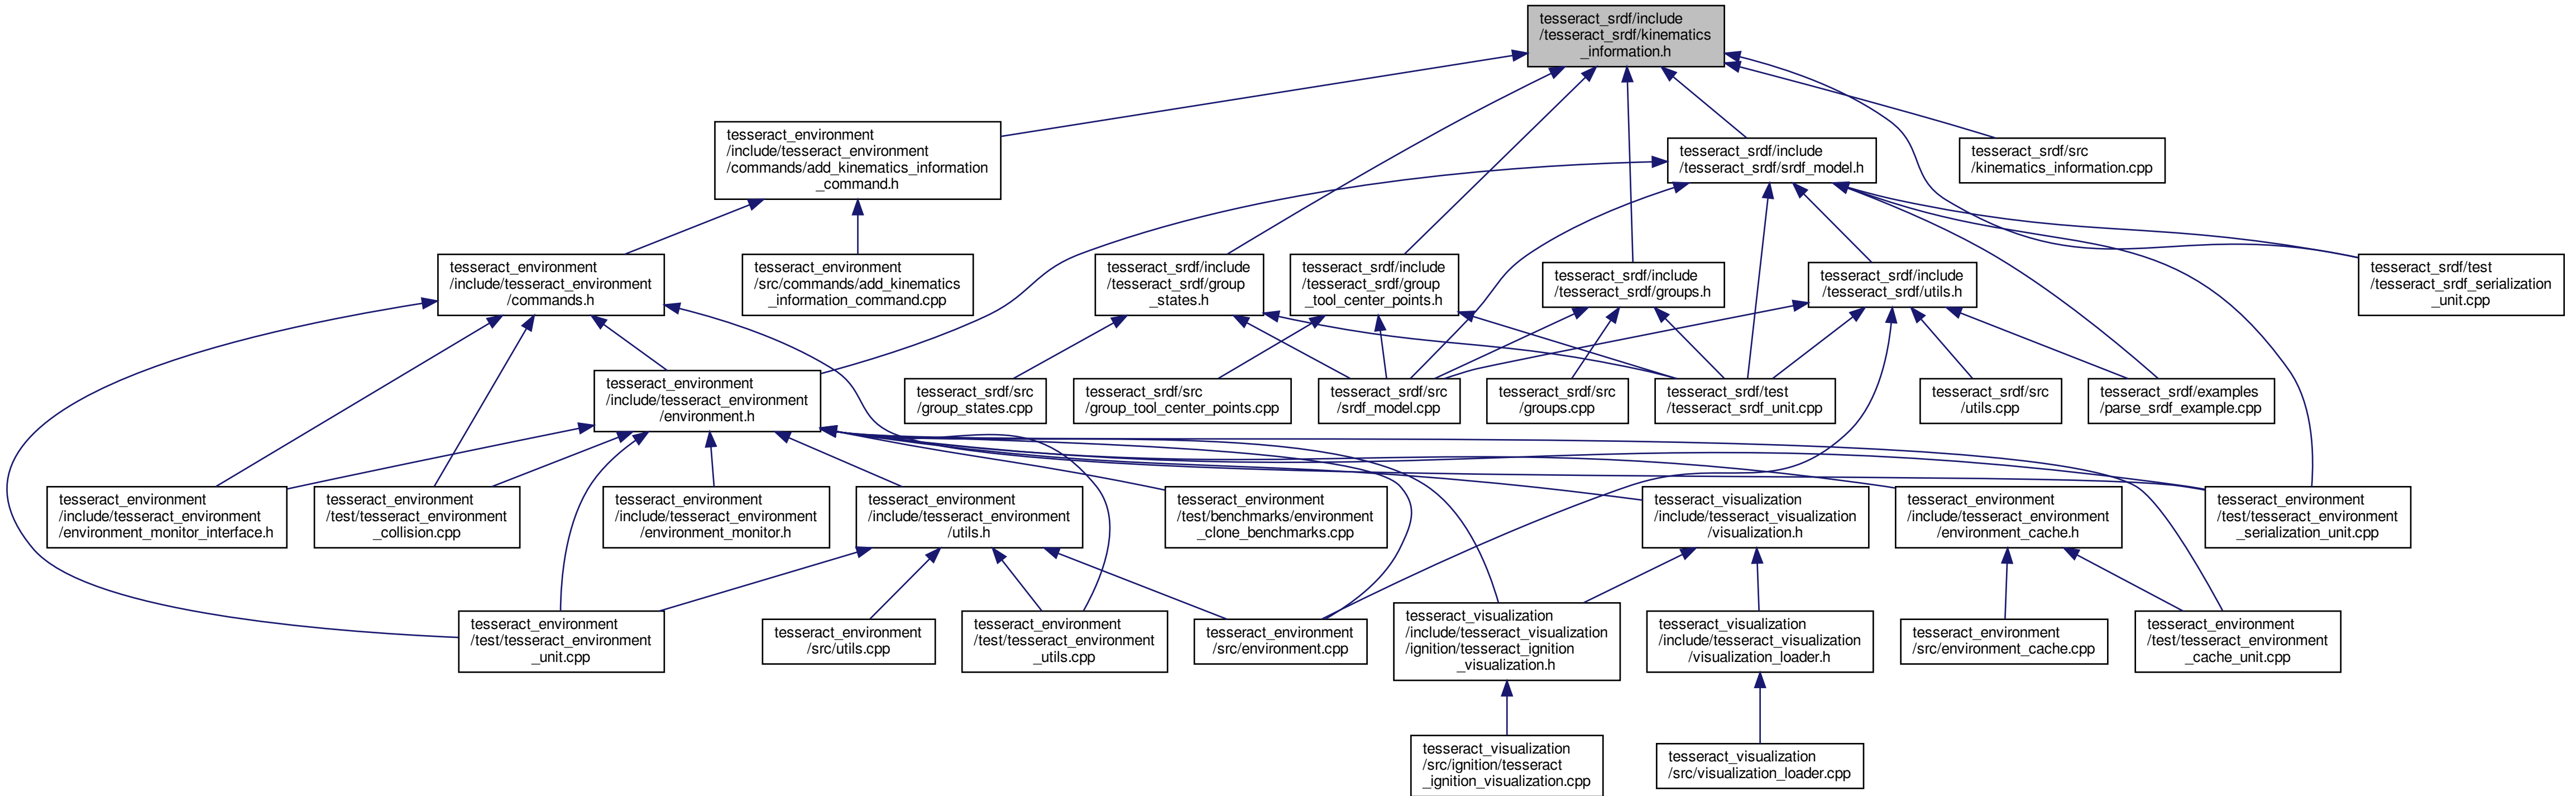 tesseract_srdf/include
/tesseract_srdf/kinematics
_information.h
tesseract_environment
/include/tesseract_environment
/commands/add_kinematics_information
_command.h
tesseract_srdf/include
/tesseract_srdf/srdf_model.h
tesseract_srdf/src
/kinematics_information.cpp
tesseract_environment
/include/tesseract_environment
/commands.h
tesseract_environment
/src/commands/add_kinematics
_information_command.cpp
tesseract_srdf/include
/tesseract_srdf/group
_states.h
tesseract_srdf/include
/tesseract_srdf/group
_tool_center_points.h
tesseract_srdf/include
/tesseract_srdf/groups.h
tesseract_srdf/include
/tesseract_srdf/utils.h
tesseract_srdf/test
/tesseract_srdf_serialization
_unit.cpp
tesseract_environment
/include/tesseract_environment
/environment.h
tesseract_srdf/src
/group_states.cpp
tesseract_srdf/src
/group_tool_center_points.cpp
tesseract_srdf/src
/srdf_model.cpp
tesseract_srdf/src
/groups.cpp
tesseract_srdf/test
/tesseract_srdf_unit.cpp
tesseract_srdf/src
/utils.cpp
tesseract_srdf/examples
/parse_srdf_example.cpp
tesseract_environment
/include/tesseract_environment
/environment_monitor_interface.h
tesseract_environment
/test/tesseract_environment
_collision.cpp
tesseract_environment
/include/tesseract_environment
/environment_monitor.h
tesseract_environment
/include/tesseract_environment
/utils.h
tesseract_environment
/test/benchmarks/environment
_clone_benchmarks.cpp
tesseract_visualization
/include/tesseract_visualization
/visualization.h
tesseract_environment
/include/tesseract_environment
/environment_cache.h
tesseract_environment
/test/tesseract_environment
_serialization_unit.cpp
tesseract_environment
/test/tesseract_environment
_unit.cpp
tesseract_environment
/src/utils.cpp
tesseract_environment
/test/tesseract_environment
_utils.cpp
tesseract_environment
/src/environment.cpp
tesseract_visualization
/include/tesseract_visualization
/ignition/tesseract_ignition
_visualization.h
tesseract_visualization
/include/tesseract_visualization
/visualization_loader.h
tesseract_environment
/src/environment_cache.cpp
tesseract_environment
/test/tesseract_environment
_cache_unit.cpp
tesseract_visualization
/src/ignition/tesseract
_ignition_visualization.cpp
tesseract_visualization
/src/visualization_loader.cpp